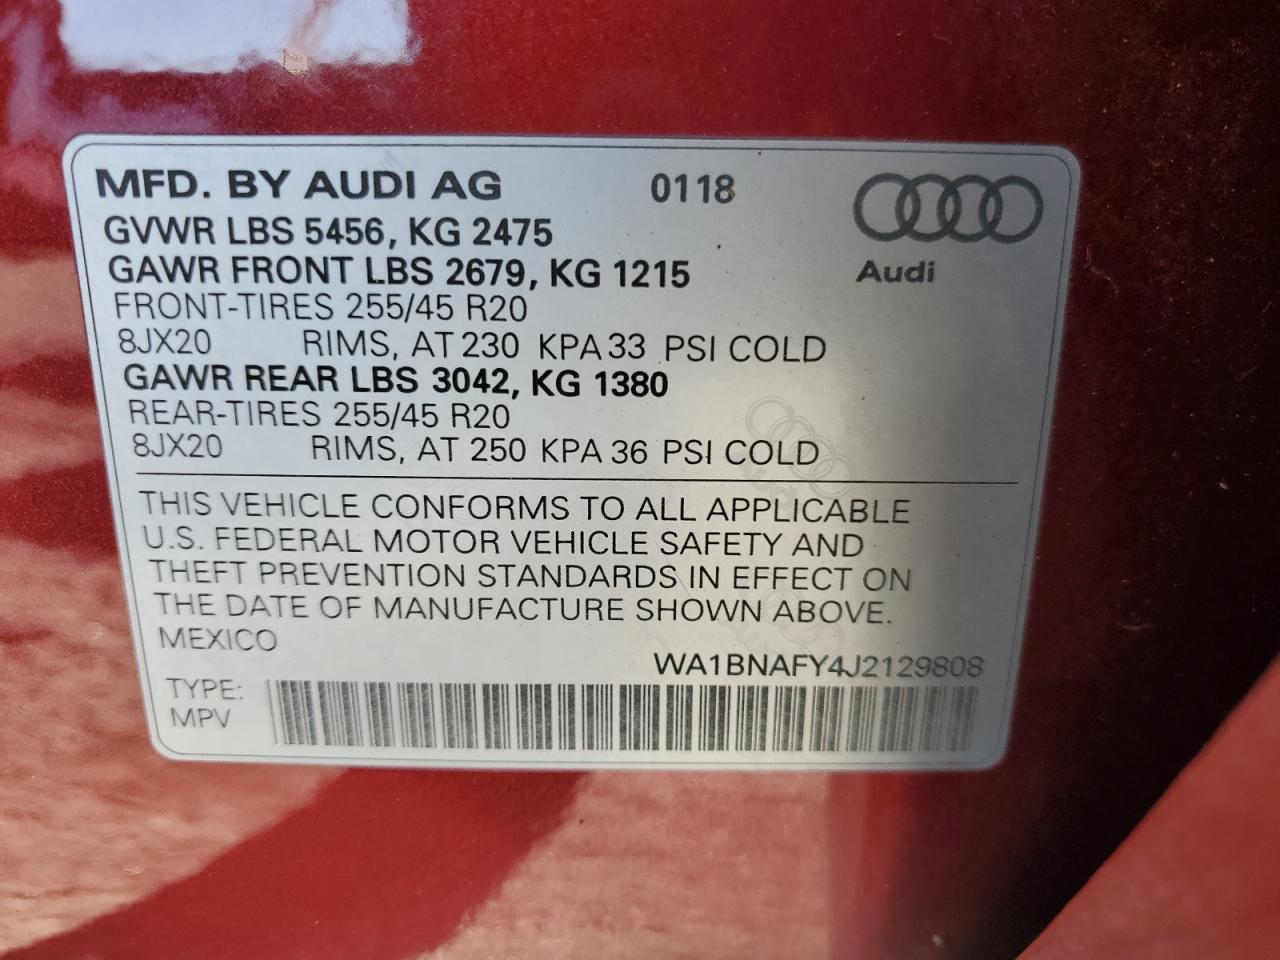 MFD. BY AUDI AG 0118
GVWR LBS 5456, KG 2475
GAWR FRONT LBS 2679, KG 1215
Audi
FRONT-TIRES 255/45 R20
8JX20 RIMS, AT 230 KPA 33 PSI COLD
GAWR REAR LBS 3042, KG 1380
REAR-TIRES 255/45 R20
8JX20 RIMS, AT 250 KPA 36 PSI COLD
THIS VEHICLE CONFORMS TO ALL APPLICABLE
U.S. FEDERAL MOTOR VEHICLE SAFETY AND
THEFT PREVENTION STANDARDS IN EFFECT ON
THE DATE OF MANUFACTURE SHOWN ABOVE.
MEXICO
WA1BNAFY4J2129808
TYPE:
MPV